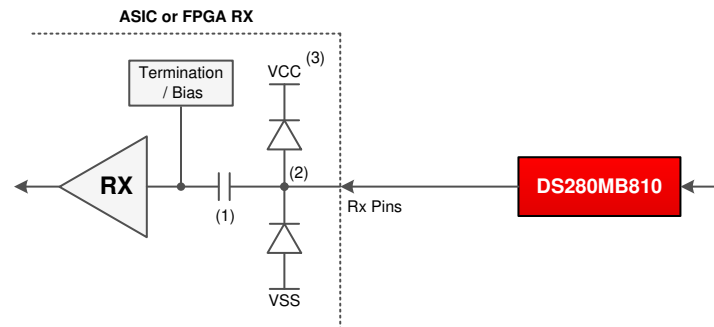 ASIC or FPGA RX
Termination
/ Bias
VCC
(3)
RX
(1)
(2)
Rx Pins
VSS
DS280MB810